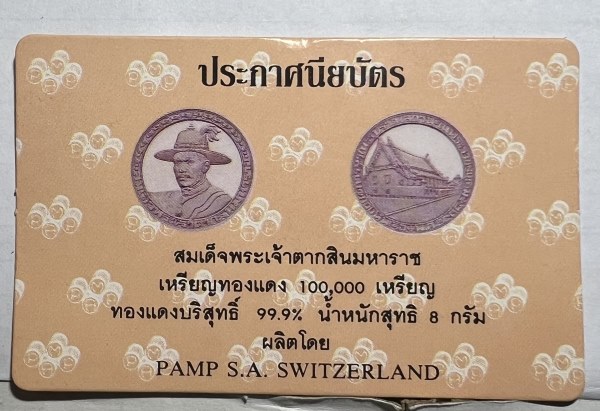 ประกาศนียบัตร
สมเด็จพระเจ้าตากสินมหาราช
เหรียญทองแดง 100,000 เหรียญ
ทองแดงบริสุทธิ์ 99.9% น้ำหนักสุทธิ 8 กรัม
ผลิตโดย
PAMP S.A. SWITZERLAND